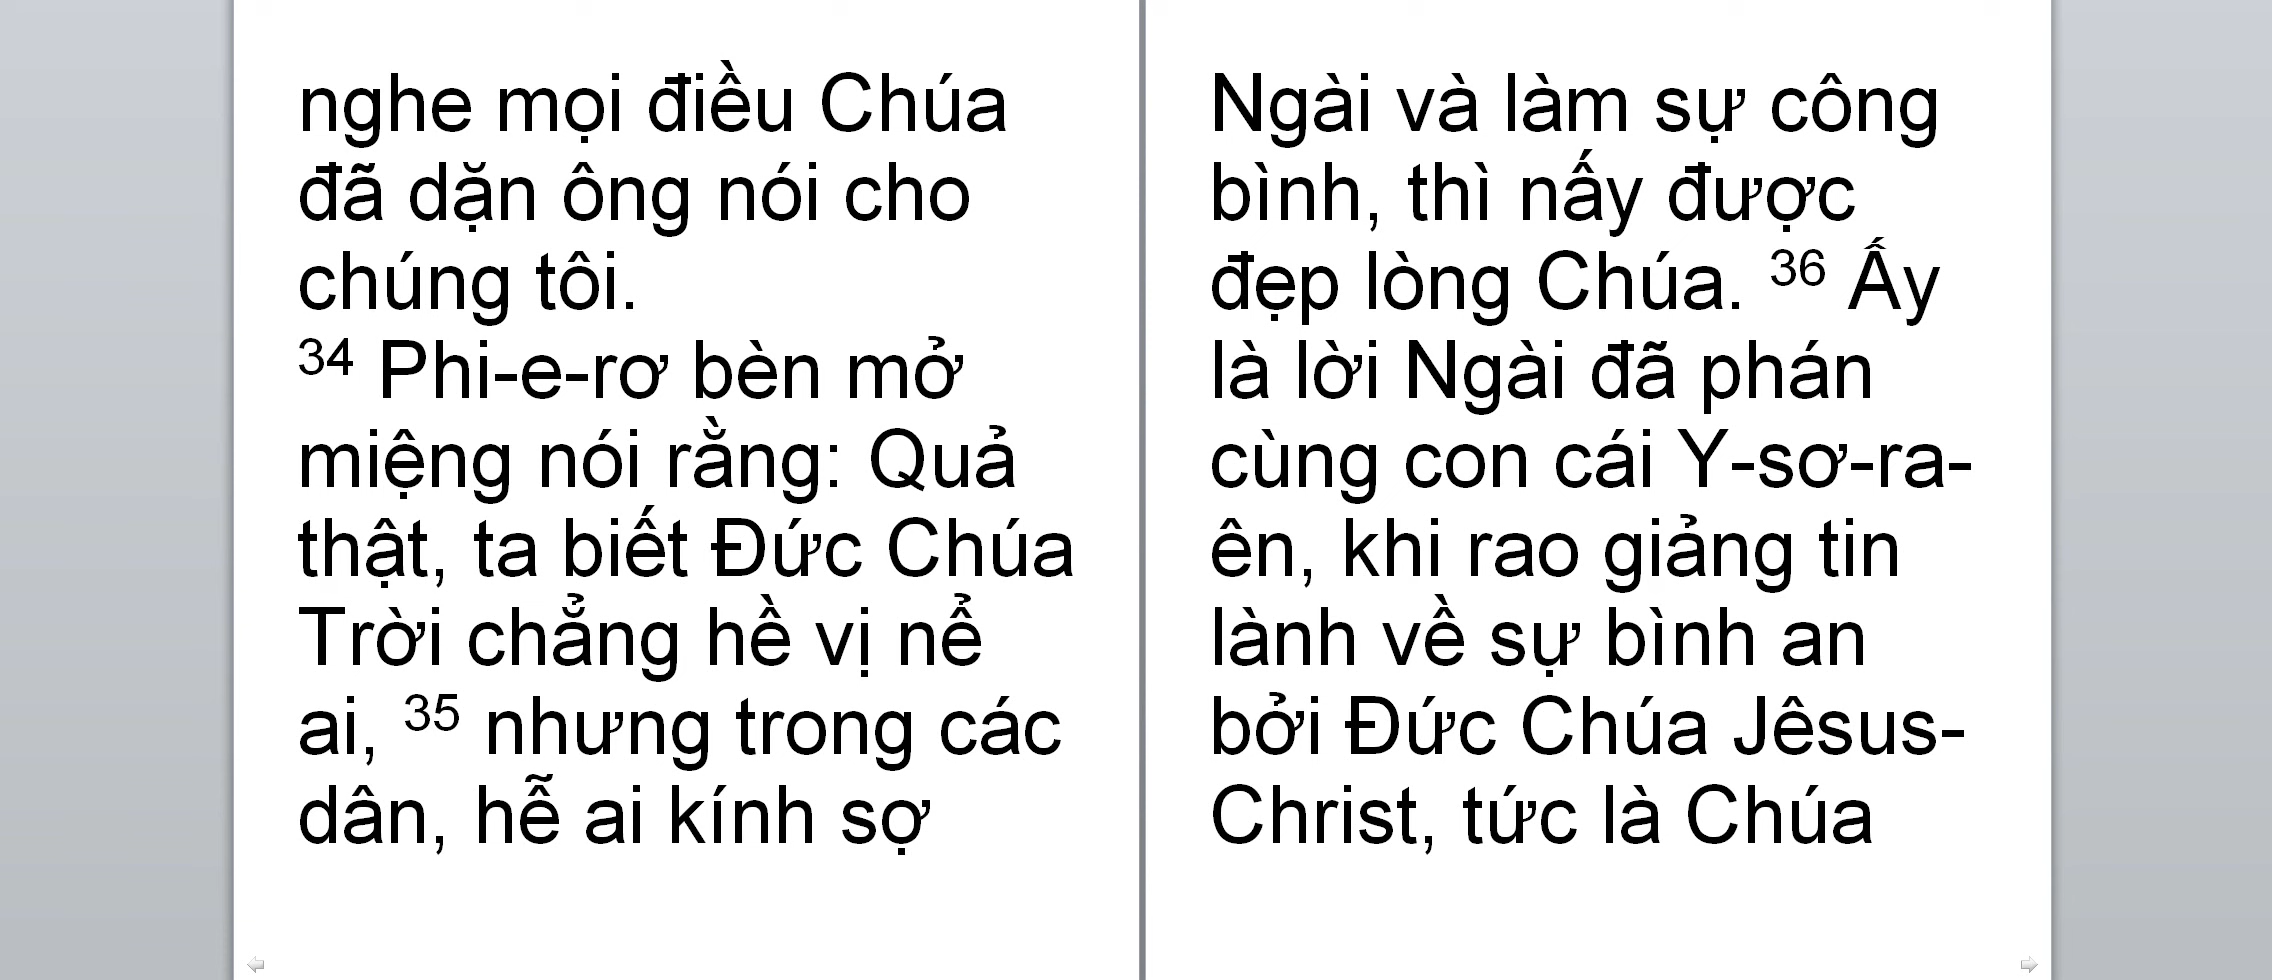 nghe mọi điều Chúa
đã dặn ông nói cho
chúng tôi.
34 Phi-e-rơ bèn mở
miệng nói rằng: Quả
thật, ta biết Đức Chúa
Trời chẳng hề vị nể
ai, 35 nhưng trong các
dân, hễ ai kính sợ
Ngài và làm sự công
bình, thì nấy được
đẹp lòng Chúa. 36 Ấy
là lời Ngài đã phán
cùng con cái Y-sơ-ra-
ên, khi rao giảng tin
lành về sự bình an
bởi Đức Chúa Jêsus-
Christ, tức là Chúa